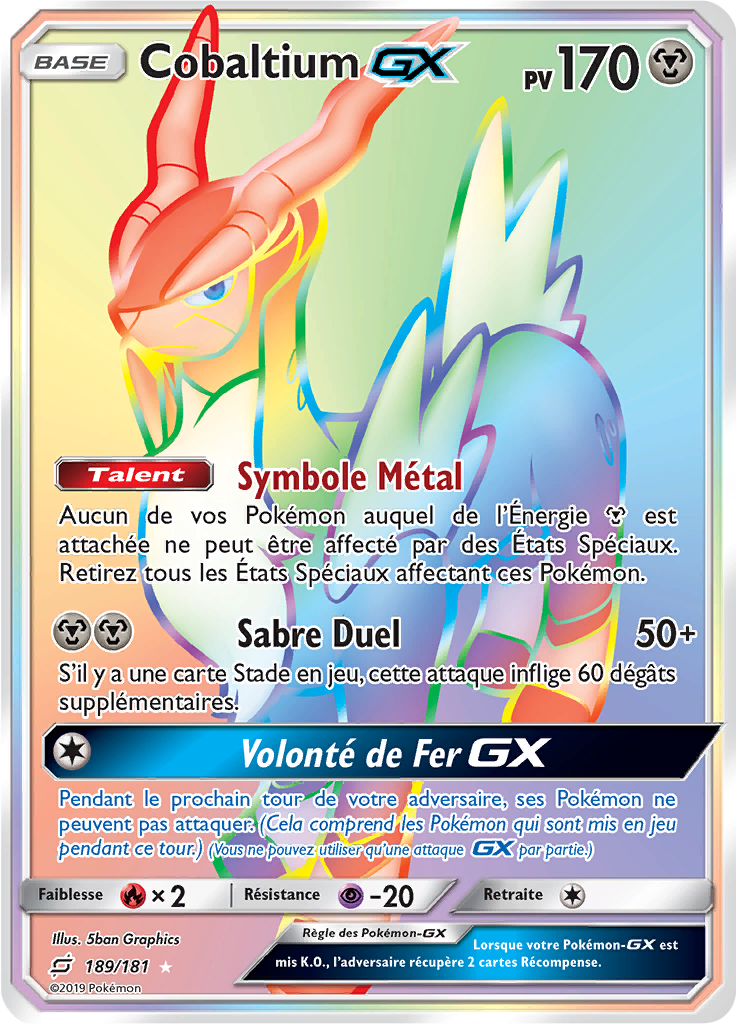 BASE
Cobaltium GX
PV 170
Talent Symbole Métal
Aucun de vos Pokémon auquel de l'Énergie est
attachée ne peut être affecté par des États Spéciaux.
Retirez tous les États Spéciaux affectant ces Pokémon.
Sabre Duel 50+
S'il y a une carte Stade en jeu, cette attaque inflige 60 dégâts
supplémentaires.
Volonté de Fer GX
Pendant le prochain tour de votre adversaire, ses Pokémon ne
peuvent pas attaquer. (Cela comprend les Pokémon qui sont mis en jeu
pendant ce tour.) (Vous ne pouvez utiliser qu'une attaque GX par partie.)
Faiblesse ×2 Résistance -20 Retraite
Illus. 5ban Graphics
189/181
©2019 Pokémon
Règle des Pokémon-GX
Lorsque votre Pokémon-GX est
mis K.O., l'adversaire récupère 2 cartes Récompense.